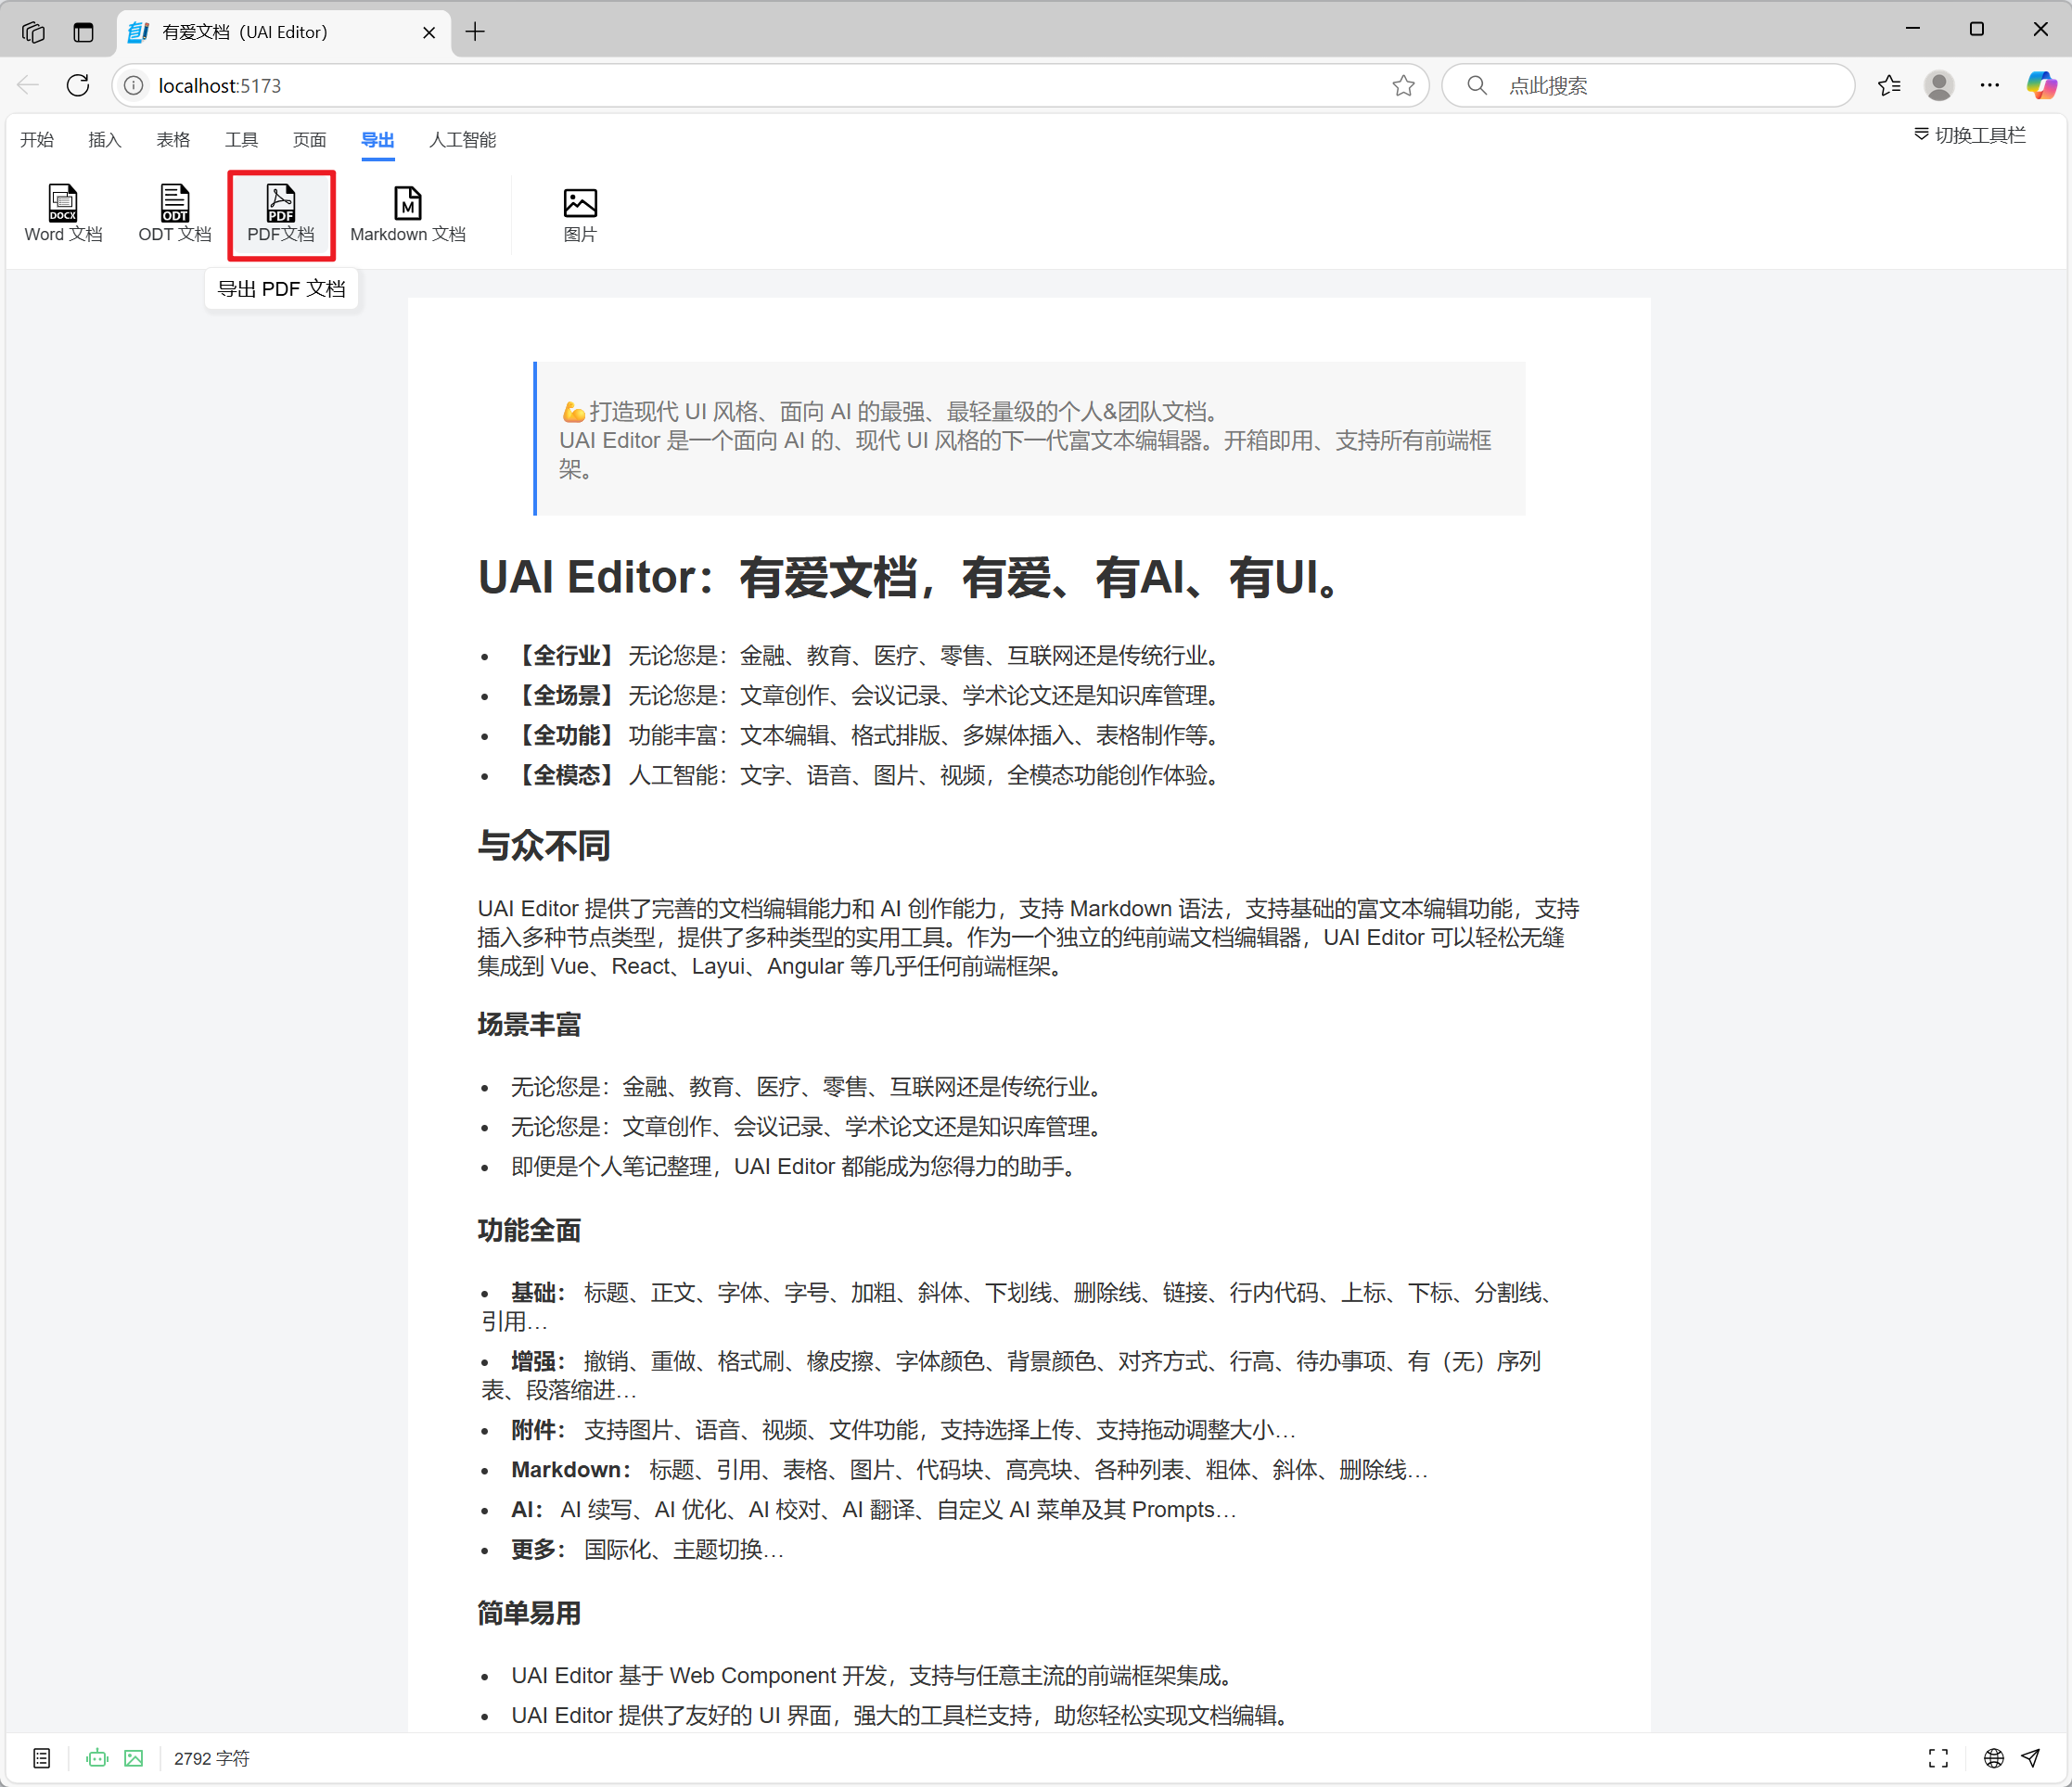 有爱文档（UAI Editor）
localhost:5173
点此搜索
开始 插入 表格 工具 页面 导出 人工智能
切换工具栏
DOCX ODT PDF M
Word 文档 ODT 文档 PDF文档 Markdown 文档 图片
导出 PDF 文档
💪打造现代 UI 风格、面向 AI 的最强、最轻量级的个人&团队文档。
UAI Editor 是一个面向 AI 的、现代 UI 风格的下一代富文本编辑器。开箱即用、支持所有前端框
架。
UAI Editor：有爱文档，有爱、有AI、有UI。
• 【全行业】 无论您是：金融、教育、医疗、零售、互联网还是传统行业。
• 【全场景】 无论您是：文章创作、会议记录、学术论文还是知识库管理。
• 【全功能】 功能丰富：文本编辑、格式排版、多媒体插入、表格制作等。
• 【全模态】 人工智能：文字、语音、图片、视频，全模态功能创作体验。
与众不同
UAI Editor 提供了完善的文档编辑能力和 AI 创作能力，支持 Markdown 语法，支持基础的富文本编辑功能，支持
插入多种节点类型，提供了多种类型的实用工具。作为一个独立的纯前端文档编辑器，UAI Editor 可以轻松无缝
集成到 Vue、React、Layui、Angular 等几乎任何前端框架。
场景丰富
• 无论您是：金融、教育、医疗、零售、互联网还是传统行业。
• 无论您是：文章创作、会议记录、学术论文还是知识库管理。
• 即便是个人笔记整理，UAI Editor 都能成为您得力的助手。
功能全面
• 基础： 标题、正文、字体、字号、加粗、斜体、下划线、删除线、链接、行内代码、上标、下标、分割线、
引用…
• 增强： 撤销、重做、格式刷、橡皮擦、字体颜色、背景颜色、对齐方式、行高、待办事项、有（无）序列
表、段落缩进…
• 附件： 支持图片、语音、视频、文件功能，支持选择上传、支持拖动调整大小…
• Markdown： 标题、引用、表格、图片、代码块、高亮块、各种列表、粗体、斜体、删除线…
• AI： AI 续写、AI 优化、AI 校对、AI 翻译、自定义 AI 菜单及其 Prompts…
• 更多： 国际化、主题切换…
简单易用
• UAI Editor 基于 Web Component 开发，支持与任意主流的前端框架集成。
• UAI Editor 提供了友好的 UI 界面，强大的工具栏支持，助您轻松实现文档编辑。
2792 字符